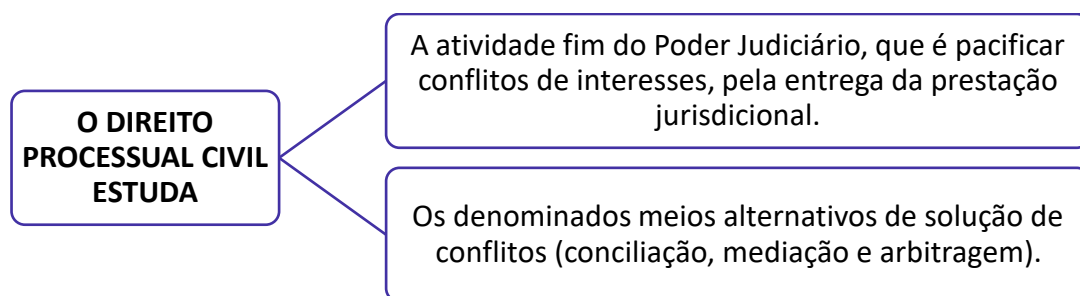 O DIREITO
PROCESSUAL CIVIL
ESTUDA
A atividade fim do Poder Judiciário, que é pacificar
conflitos de interesses, pela entrega da prestação
jurisdicional.
Os denominados meios alternativos de solução de
conflitos (conciliação, mediação e arbitragem).